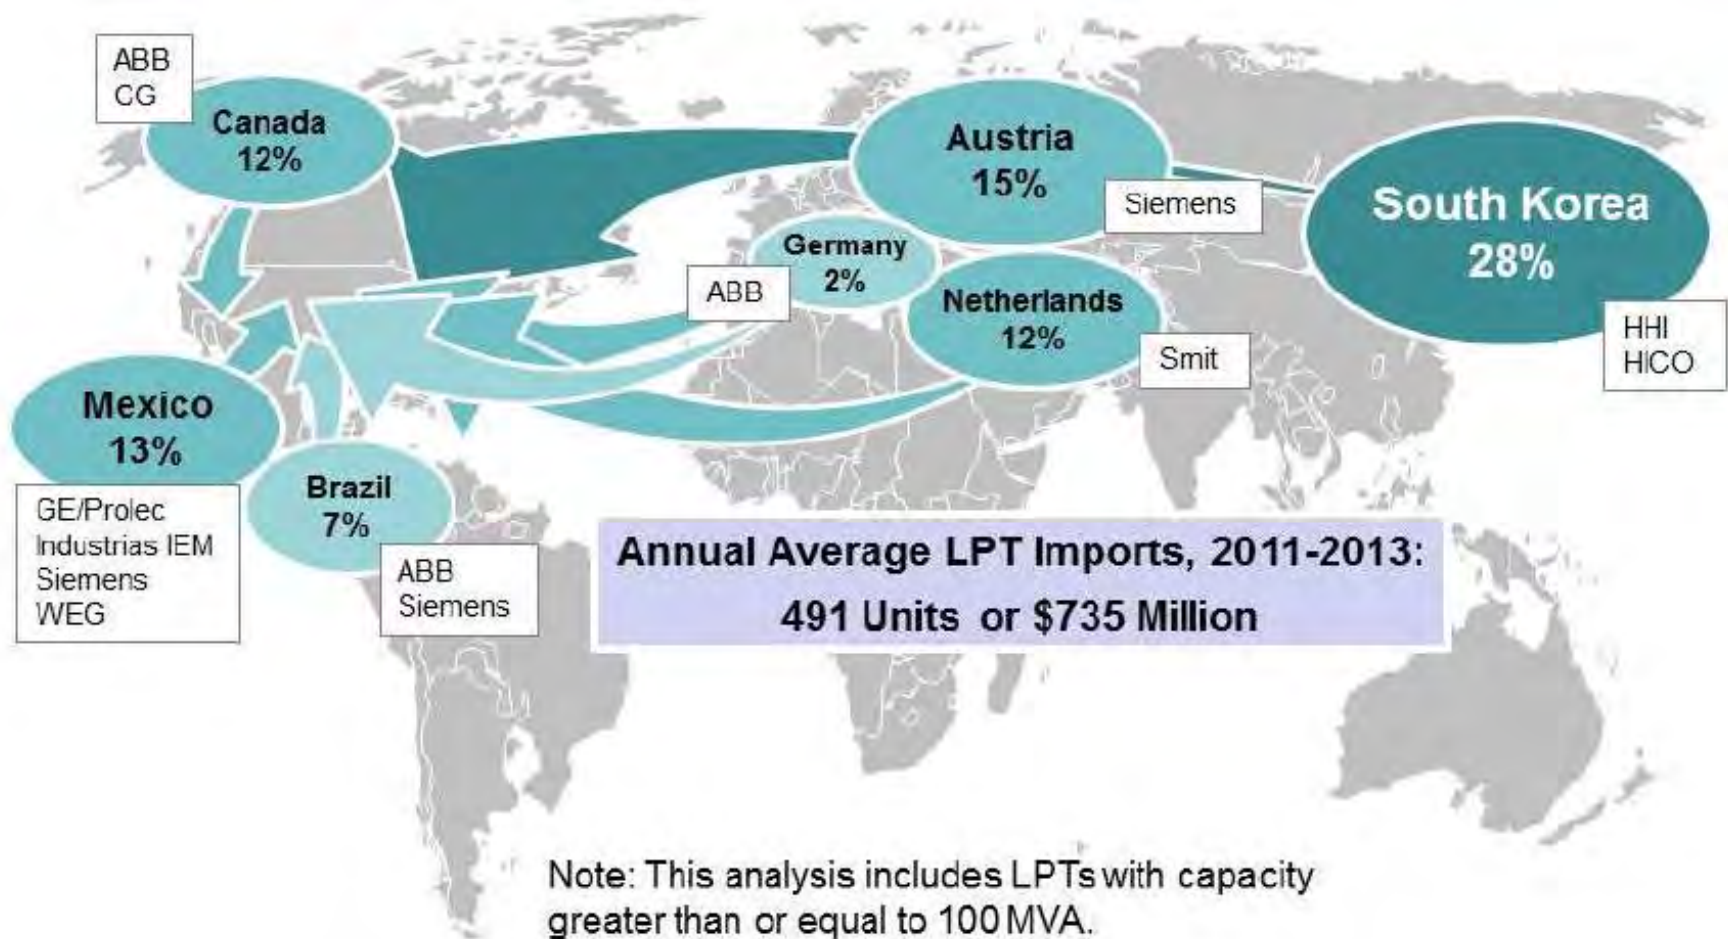 ABB
CG
Canada
12%
Austria
15%
Siemens
South Korea
28%
HHI
HICO
Germany
2%
ABB
Netherlands
12%
Smit
Mexico
13%
GE/Prolec
Industrias IEM
Siemens
WEG
Brazil
7%
ABB
Siemens
Annual Average LPT Imports, 2011-2013:
491 Units or $735 Million
Note: This analysis includes LPTs with capacity
greater than or equal to 100 MVA.